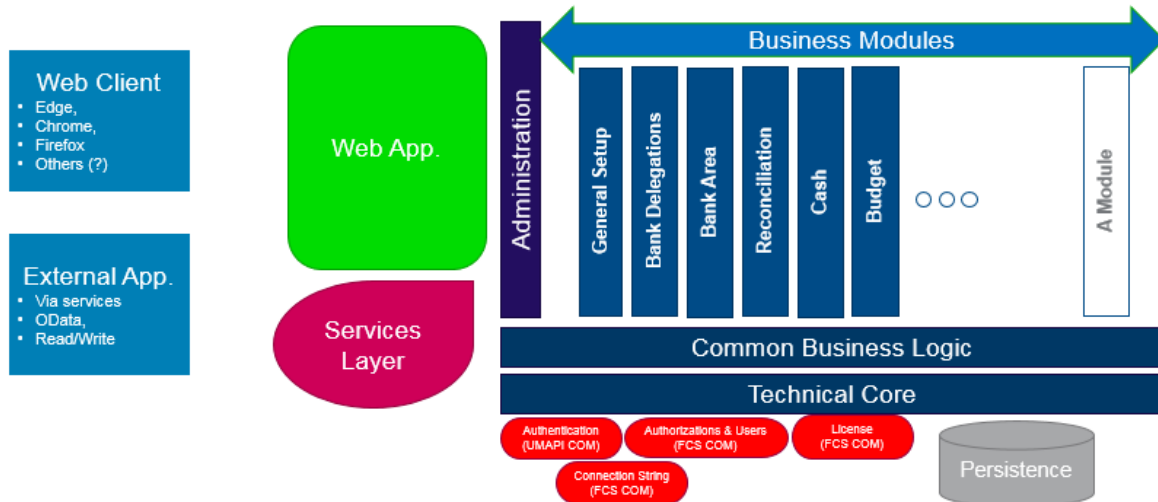 Web Client
Edge,
Chrome,
Firefox
Others (?)
External App.
Via services
OData,
Read/Write
Web App.
Services
Layer
Administration
Business Modules
General Setup
Bank Delegations
Bank Area
Reconciliation
Cash
Budget
A Module
Common Business Logic
Technical Core
Authentication
(UMAPI COM)
Authorizations & Users
(FCS COM)
License
(FCS COM)
Connection String
(FCS COM)
Persistence